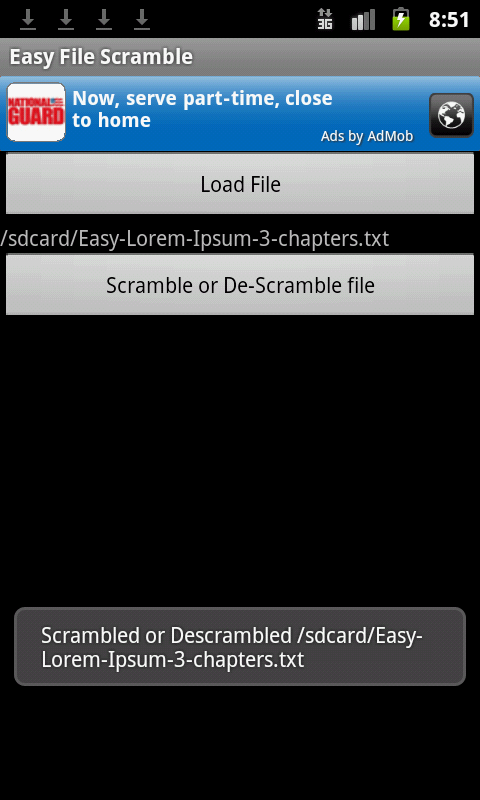 3G 8:51
Easy File Scramble
NATIONAL GUARD
Now, serve part-time, close
to home
Ads by AdMob
Load File
/sdcard/Easy-Lorem-Ipsum-3-chapters.txt
Scramble or De-Scramble file
Scrambled or Descrambled /sdcard/Easy-
Lorem-Ipsum-3-chapters.txt